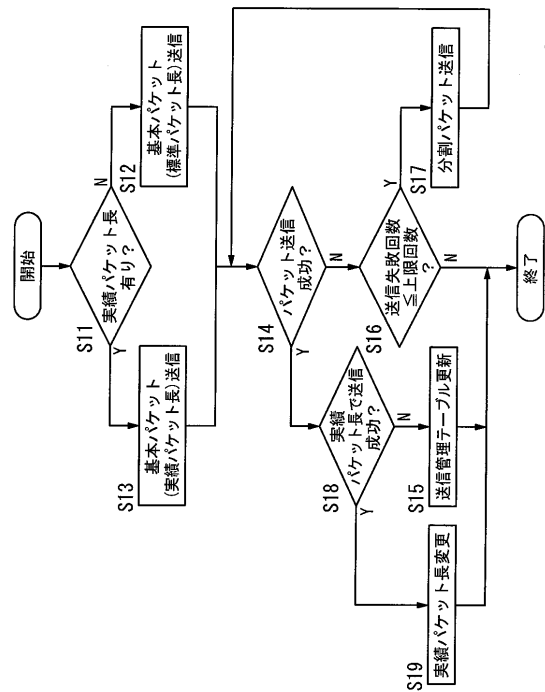 開始
S11
実績パケット長
有り?
Y
N
S13
基本パケット
(実績パケット長)送信
S12
基本パケット
(標準パケット長)送信
S14
パケット送信
成功?
Y
N
S18
実績
パケット長で送信
成功?
Y
N
S16
送信失敗回数
≦上限回数
?
Y
N
S19
実績パケット長変更
S15
送信管理テーブル更新
S17
分割パケット送信
終了